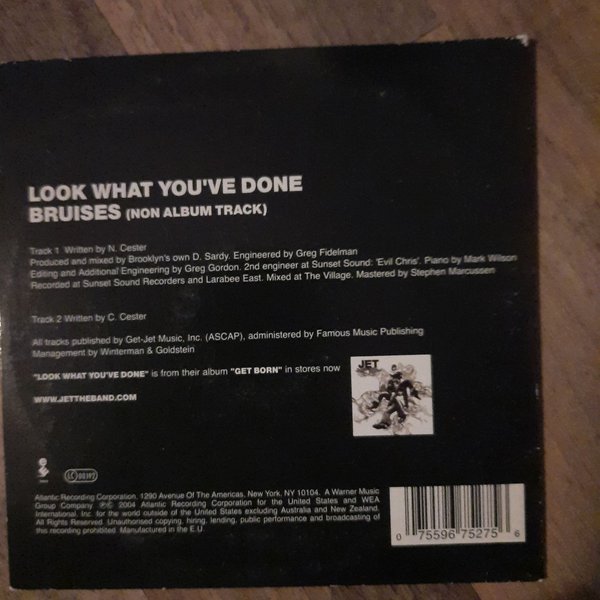 LOOK WHAT YOU'VE DONE
BRUISES (NON ALBUM TRACK)
Track 1 Written by N. Cester
Produced and mixed by Brooklyn's own D. Sardy. Engineered by Greg Fidelman
Editing and Additional Engineering by Greg Gordon. 2nd engineer at Sunset Sound: 'Evil Chris'. Piano by Mark Wilson
Recorded at Sunset Sound Recorders and Larabee East. Mixed at The Village. Mastered by Stephen Marcussen
Track 2 Written by C. Cester
All tracks published by Get-Jet Music, Inc. (ASCAP), administered by Famous Music Publishing
Management by Winterman & Goldstein
"LOOK WHAT YOU'VE DONE" is from their album "GET BORN" in stores now
JET
WWW.JETTHEBAND.COM
LC 00192
Atlantic Recording Corporation, 1290 Avenue Of The Americas, New York, NY 10104. A Warner Music
Group Company. ℗© 2004 Atlantic Recording Corporation for the United States and WEA
International, Inc. for the world outside of the United States excluding Australia and New Zealand.
All Rights Reserved. Unauthorised copying, hiring, lending, public performance and broadcasting of
this recording prohibited. Manufactured in the E.U.
0 75596 75275 6